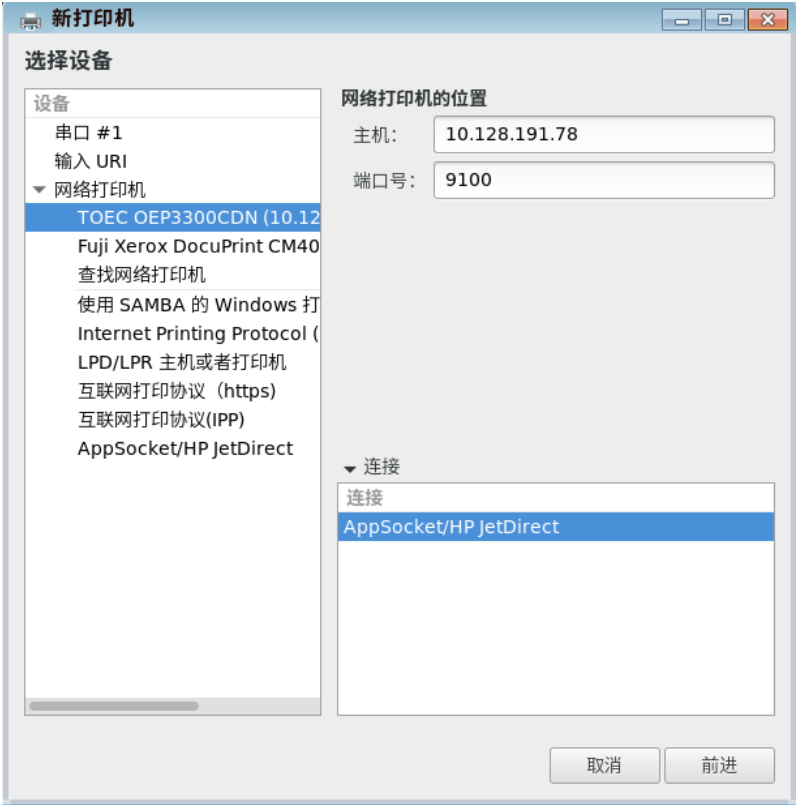 新打印机
选择设备
设备
串口 #1
输入 URI
网络打印机
TOEC OEP3300CDN (10.12
Fuji Xerox DocuPrint CM40
查找网络打印机
使用 SAMBA 的 Windows 打
Internet Printing Protocol (
LPD/LPR 主机或者打印机
互联网打印协议（https)
互联网打印协议(IPP)
AppSocket/HP JetDirect
网络打印机的位置
主机： 10.128.191.78
端口号： 9100
连接
连接
AppSocket/HP JetDirect
取消 前进